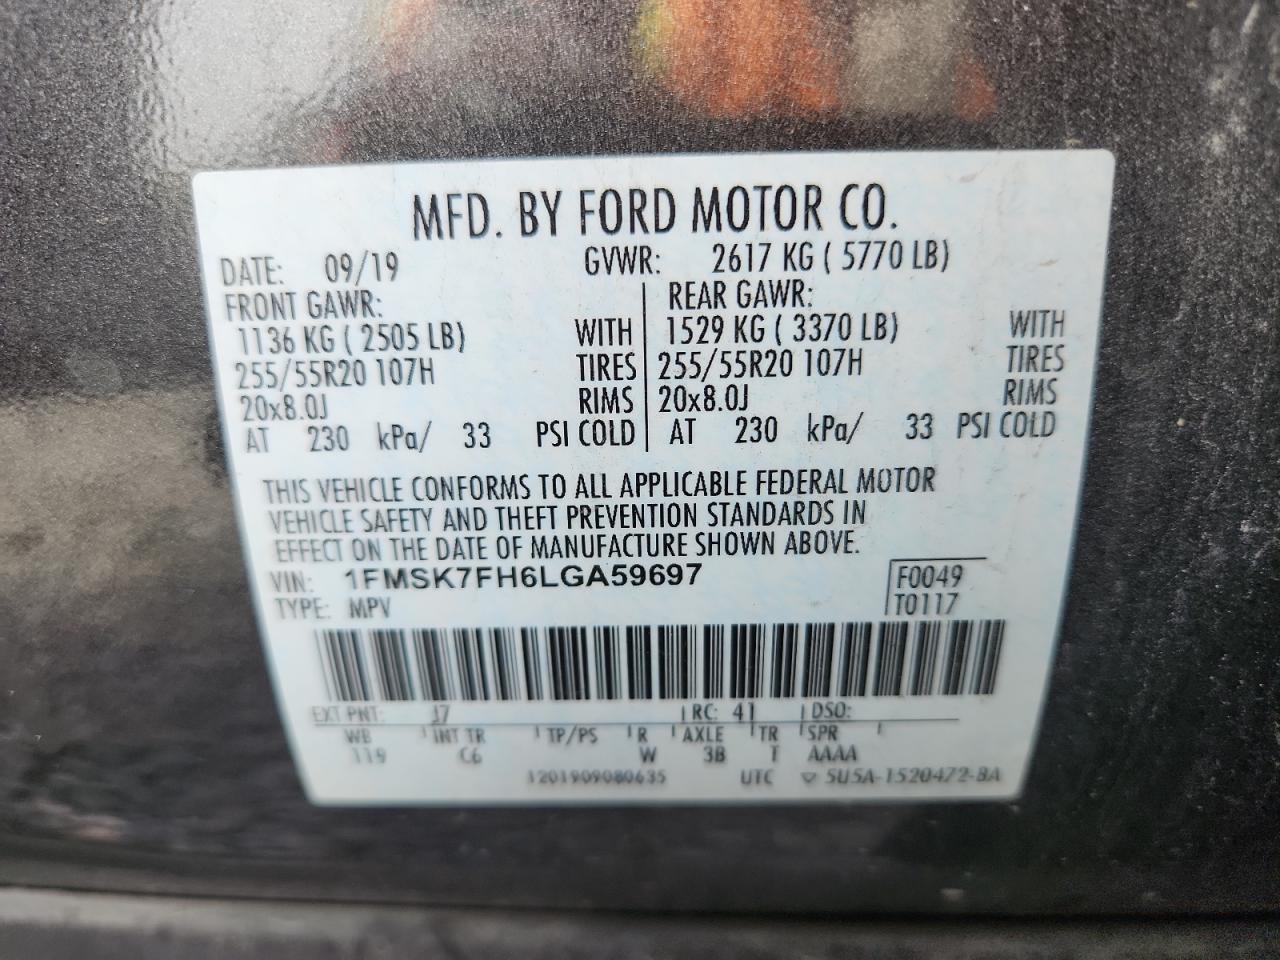 MFD. BY FORD MOTOR CO.
DATE: 09/19 GVWR: 2617 KG ( 5770 LB)
FRONT GAWR: REAR GAWR:
1136 KG ( 2505 LB) WITH 1529 KG ( 3370 LB) WITH
255/55R20 107H TIRES 255/55R20 107H TIRES
20x8.0J RIMS 20x8.0J RIMS
AT 230 kPa/ 33 PSI COLD AT 230 kPa/ 33 PSI COLD
THIS VEHICLE CONFORMS TO ALL APPLICABLE FEDERAL MOTOR
VEHICLE SAFETY AND THEFT PREVENTION STANDARDS IN
EFFECT ON THE DATE OF MANUFACTURE SHOWN ABOVE.
VIN: 1FMSK7FH6LGA59697 F0049
TYPE: MPV T0117
EXT PNT: J7 RC: 41 DSO:
WB INT TR TP/PS R AXLE TR SPR
119 C6 W 3B T AAAA
1201909080635 UTC ▽ 5U5A-1520472-BA